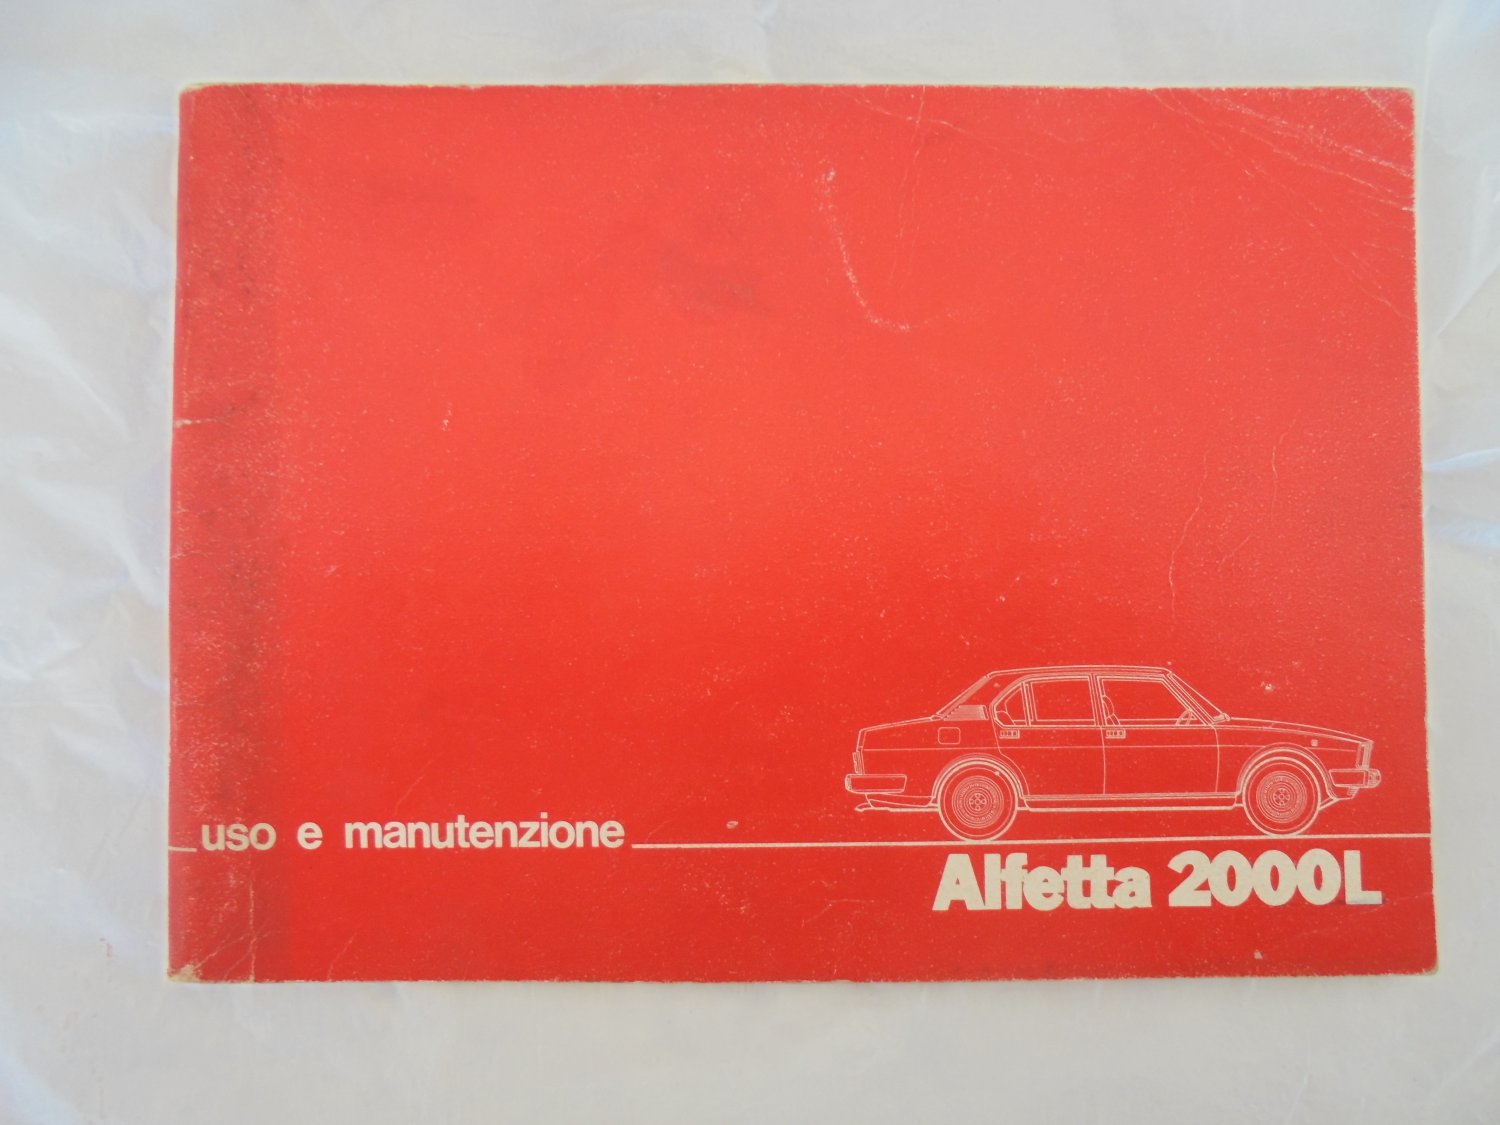 uso e manutenzione
Alfetta 2000L